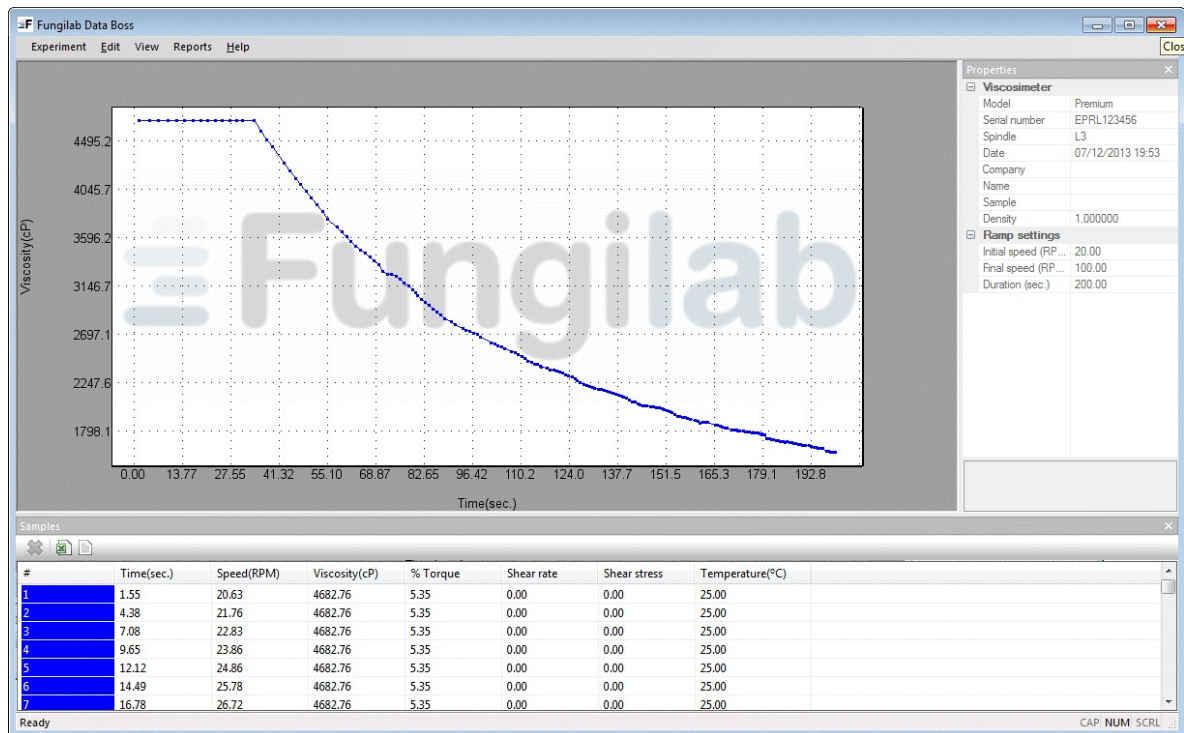 Fungilab Data Boss
Experiment Edit View Reports Help
Clos
Viscosity(cP)
4495.2
4045.7
3596.2
3146.7
2697.1
2247.6
1798.1
Fungilab
0.00 13.77 27.55 41.32 55.10 68.87 82.65 96.42 110.2 124.0 137.7 151.5 165.3 179.1 192.8
Time(sec.)
Properties
Viscosimeter
Model Premium
Serial number EPRL123456
Spindle L3
Date 07/12/2013 19:53
Company
Name
Sample
Density 1.000000
Ramp settings
Initial speed (RP... 20.00
Final speed (RP... 100.00
Duration (sec.) 200.00
Samples
# Time(sec.) Speed(RPM) Viscosity(cP) % Torque Shear rate Shear stress Temperature(ºC)
1 1.55 20.63 4682.76 5.35 0.00 0.00 25.00
2 4.38 21.76 4682.76 5.35 0.00 0.00 25.00
3 7.08 22.83 4682.76 5.35 0.00 0.00 25.00
4 9.65 23.86 4682.76 5.35 0.00 0.00 25.00
5 12.12 24.86 4682.76 5.35 0.00 0.00 25.00
6 14.49 25.78 4682.76 5.35 0.00 0.00 25.00
7 16.78 26.72 4682.76 5.35 0.00 0.00 25.00
Ready CAP NUM SCRL